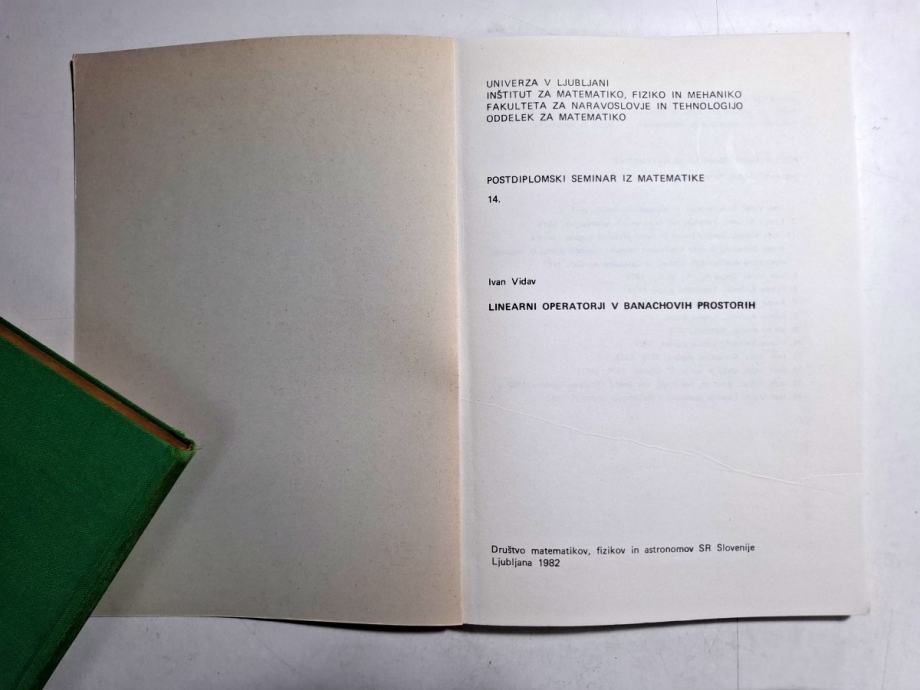 UNIVERZA V LJUBLJANI
INŠTITUT ZA MATEMATIKO, FIZIKO IN MEHANIKO
FAKULTETA ZA NARAVOSLOVJE IN TEHNOLOGIJO
ODDELEK ZA MATEMATIKO
POSTDIPLOMSKI SEMINAR IZ MATEMATIKE
14.
Ivan Vidav
LINEARNI OPERATORJI V BANACHOVIH PROSTORIH
Društvo matematikov, fizikov in astronomov SR Slovenije
Ljubljana 1982